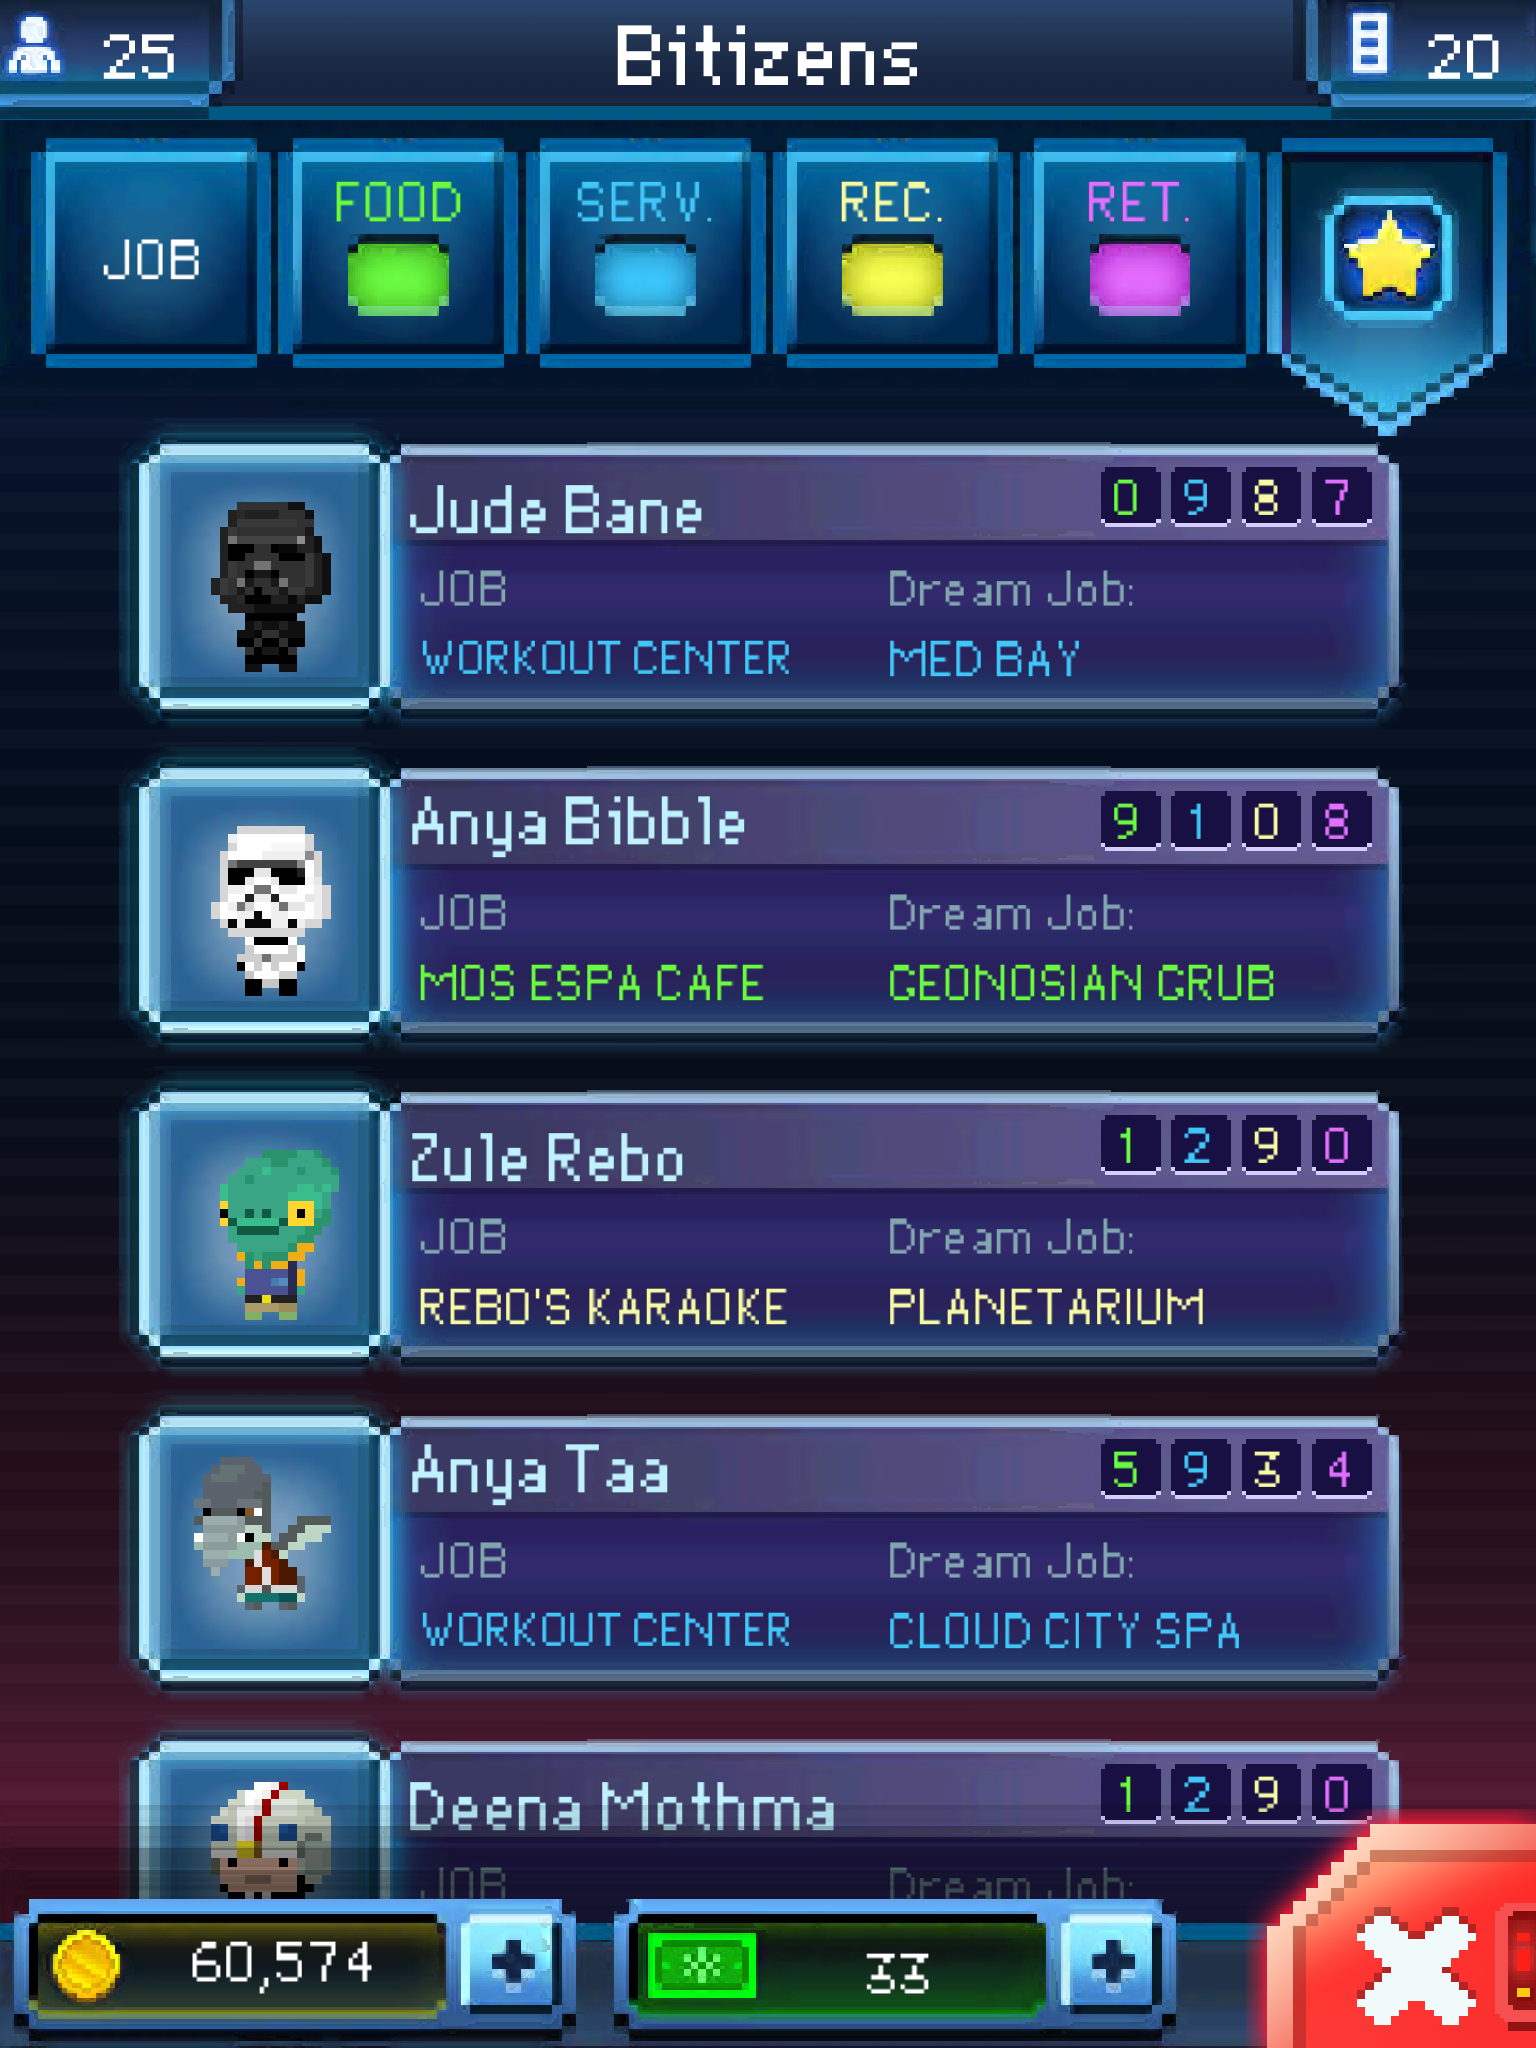 25 Bitizens 20
JOB FOOD SERV. REC. RET.
Jude Bane 0 9 8 7
JOB Dream Job:
WORKOUT CENTER MED BAY
Anya Bibble 9 1 0 8
JOB Dream Job:
MOS ESPA CAFE GEONOSIAN GRUB
Zule Rebo 1 2 9 0
JOB Dream Job:
REBO'S KARAOKE PLANETARIUM
Anya Taa 5 9 3 4
JOB Dream Job:
WORKOUT CENTER CLOUD CITY SPA
Deena Mothma 1 2 9 0
JOB Dream Job:
60,574 33